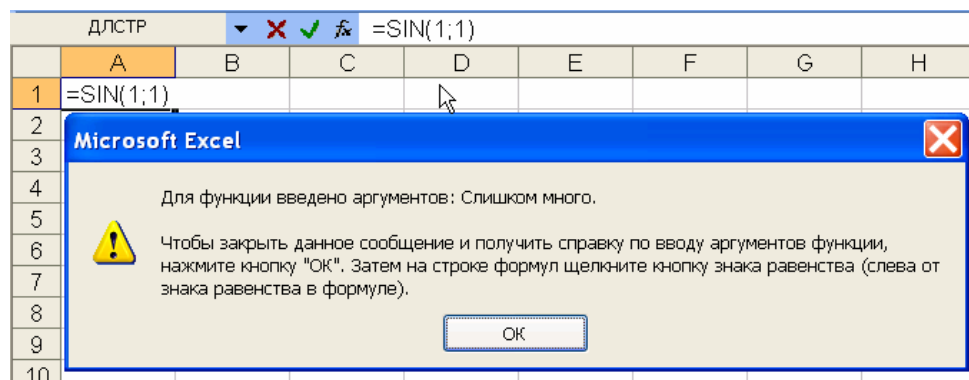 ДЛСТР fx =SIN(1;1)
A B C D E F G H
1 =SIN(1;1)
2
Microsoft Excel
3
4
Для функции введено аргументов: Слишком много.
5
6
Чтобы закрыть данное сообщение и получить справку по вводу аргументов функции,
нажмите кнопку "ОК". Затем на строке формул щелкните кнопку знака равенства (слева от
7
знака равенства в формуле).
8
ОК
9
10